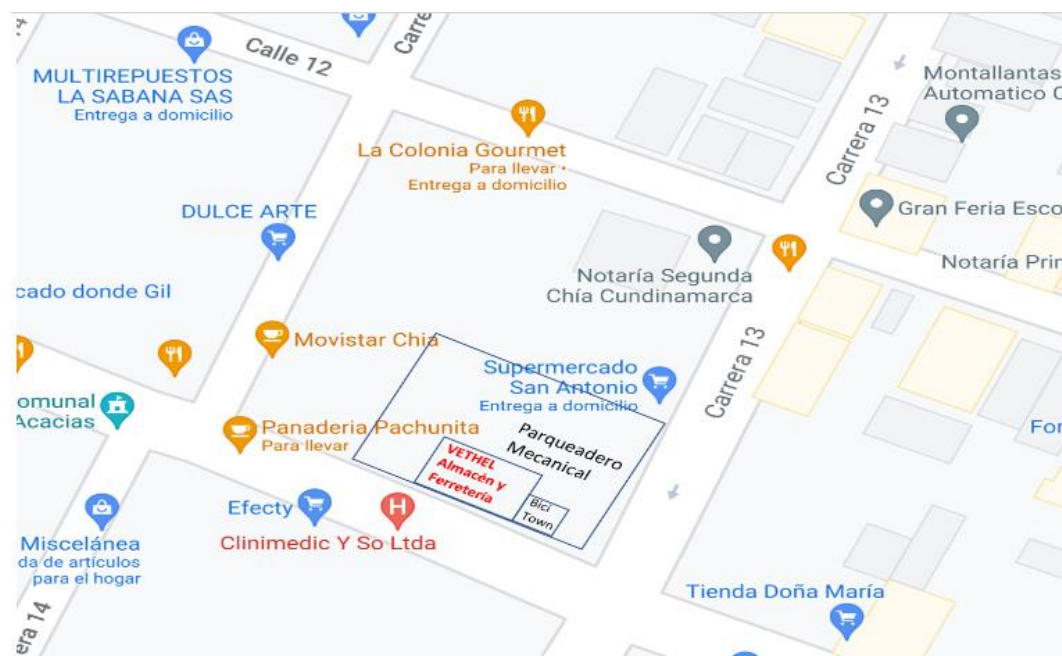 14
Calle 12
Carre
MULTIREPUESTOS
LA SABANA SAS
Entrega a domicilio
Montallantas
Automatico C
Carrera 13
La Colonia Gourmet
Para llevar •
Entrega a domicilio
DULCE ARTE
Gran Feria Esco
Notaría Segunda
Chía Cundinamarca
Notaría Prin
cado donde Gil
Movistar Chia
Carrera 13
Supermercado
San Antonio
Entrega a domicilio
omunal
Acacias
Panaderia Pachunita
Para llevar
Parqueadero
Mecanical
For
VETHEL
Almacén y
Ferretería
Bici
Town
Efecty
H
Clinimedic Y So Ltda
Miscelánea
da de artículos
para el hogar
Tienda Doña María
rera 14